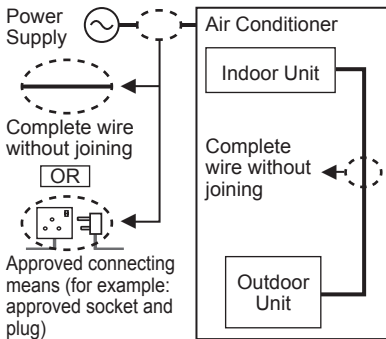 Power
Supply
Air Conditioner
Indoor Unit
Complete wire
without joining
OR
Approved connecting
means (for example:
approved socket and
plug)
Complete
wire without
joining
Outdoor
Unit